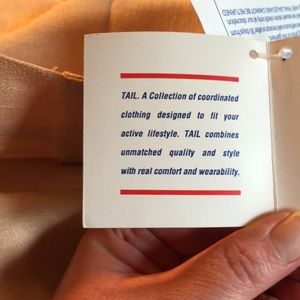 TAIL. A Collection of coordinated
clothing designed to fit your
active lifestyle. TAIL combines
unmatched quality and style
with real comfort and wearability.